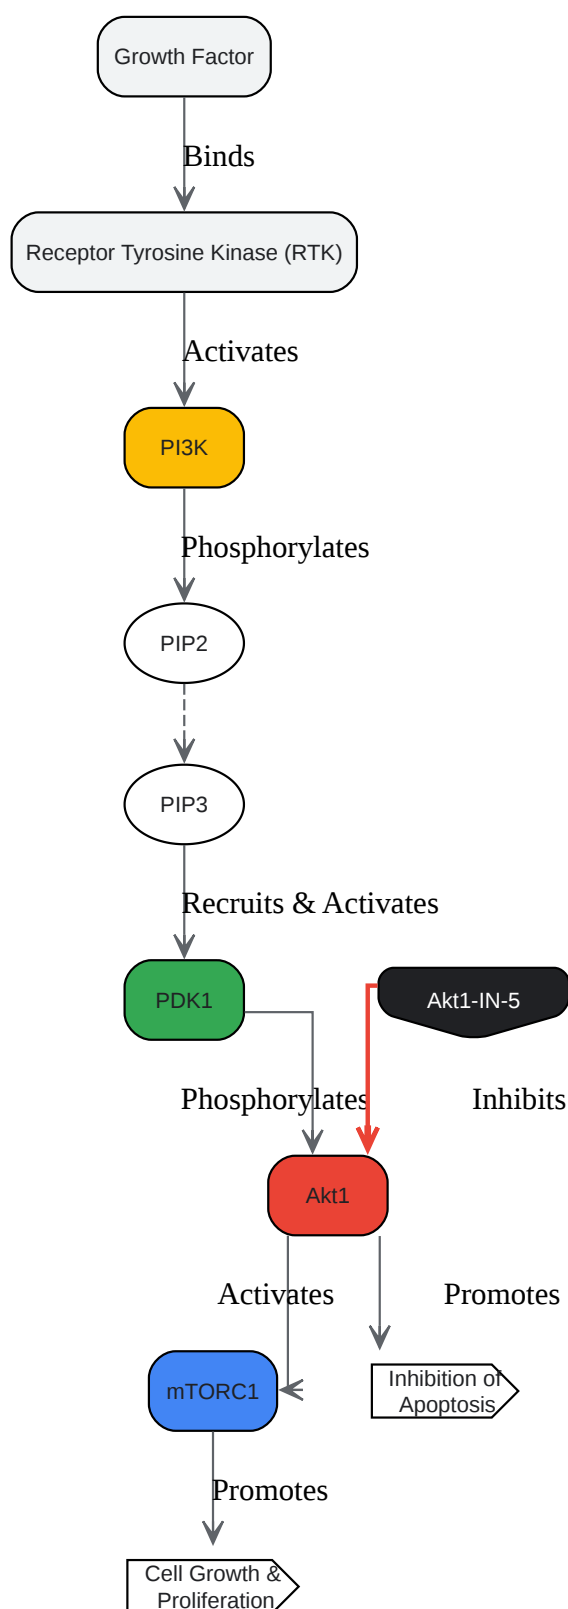 Growth Factor
Binds
Receptor Tyrosine Kinase (RTK)
Activates
PI3K
Phosphorylates
PIP2
PIP3
Recruits & Activates
PDK1
Akt1-IN-5
Phosphorylates
Inhibits
Akt1
Activates
Promotes
mTORC1
Inhibition of
Apoptosis
Promotes
Cell Growth &
Proliferation